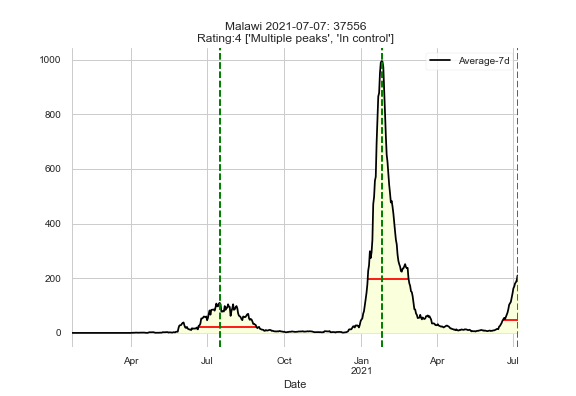 Malawi 2021-07-07: 37556
Rating:4 ['Multiple peaks', 'In control']
Average-7d
1000
800
600
400
200
0
Apr
Jul
Oct
Jan
2021
Apr
Jul
Date